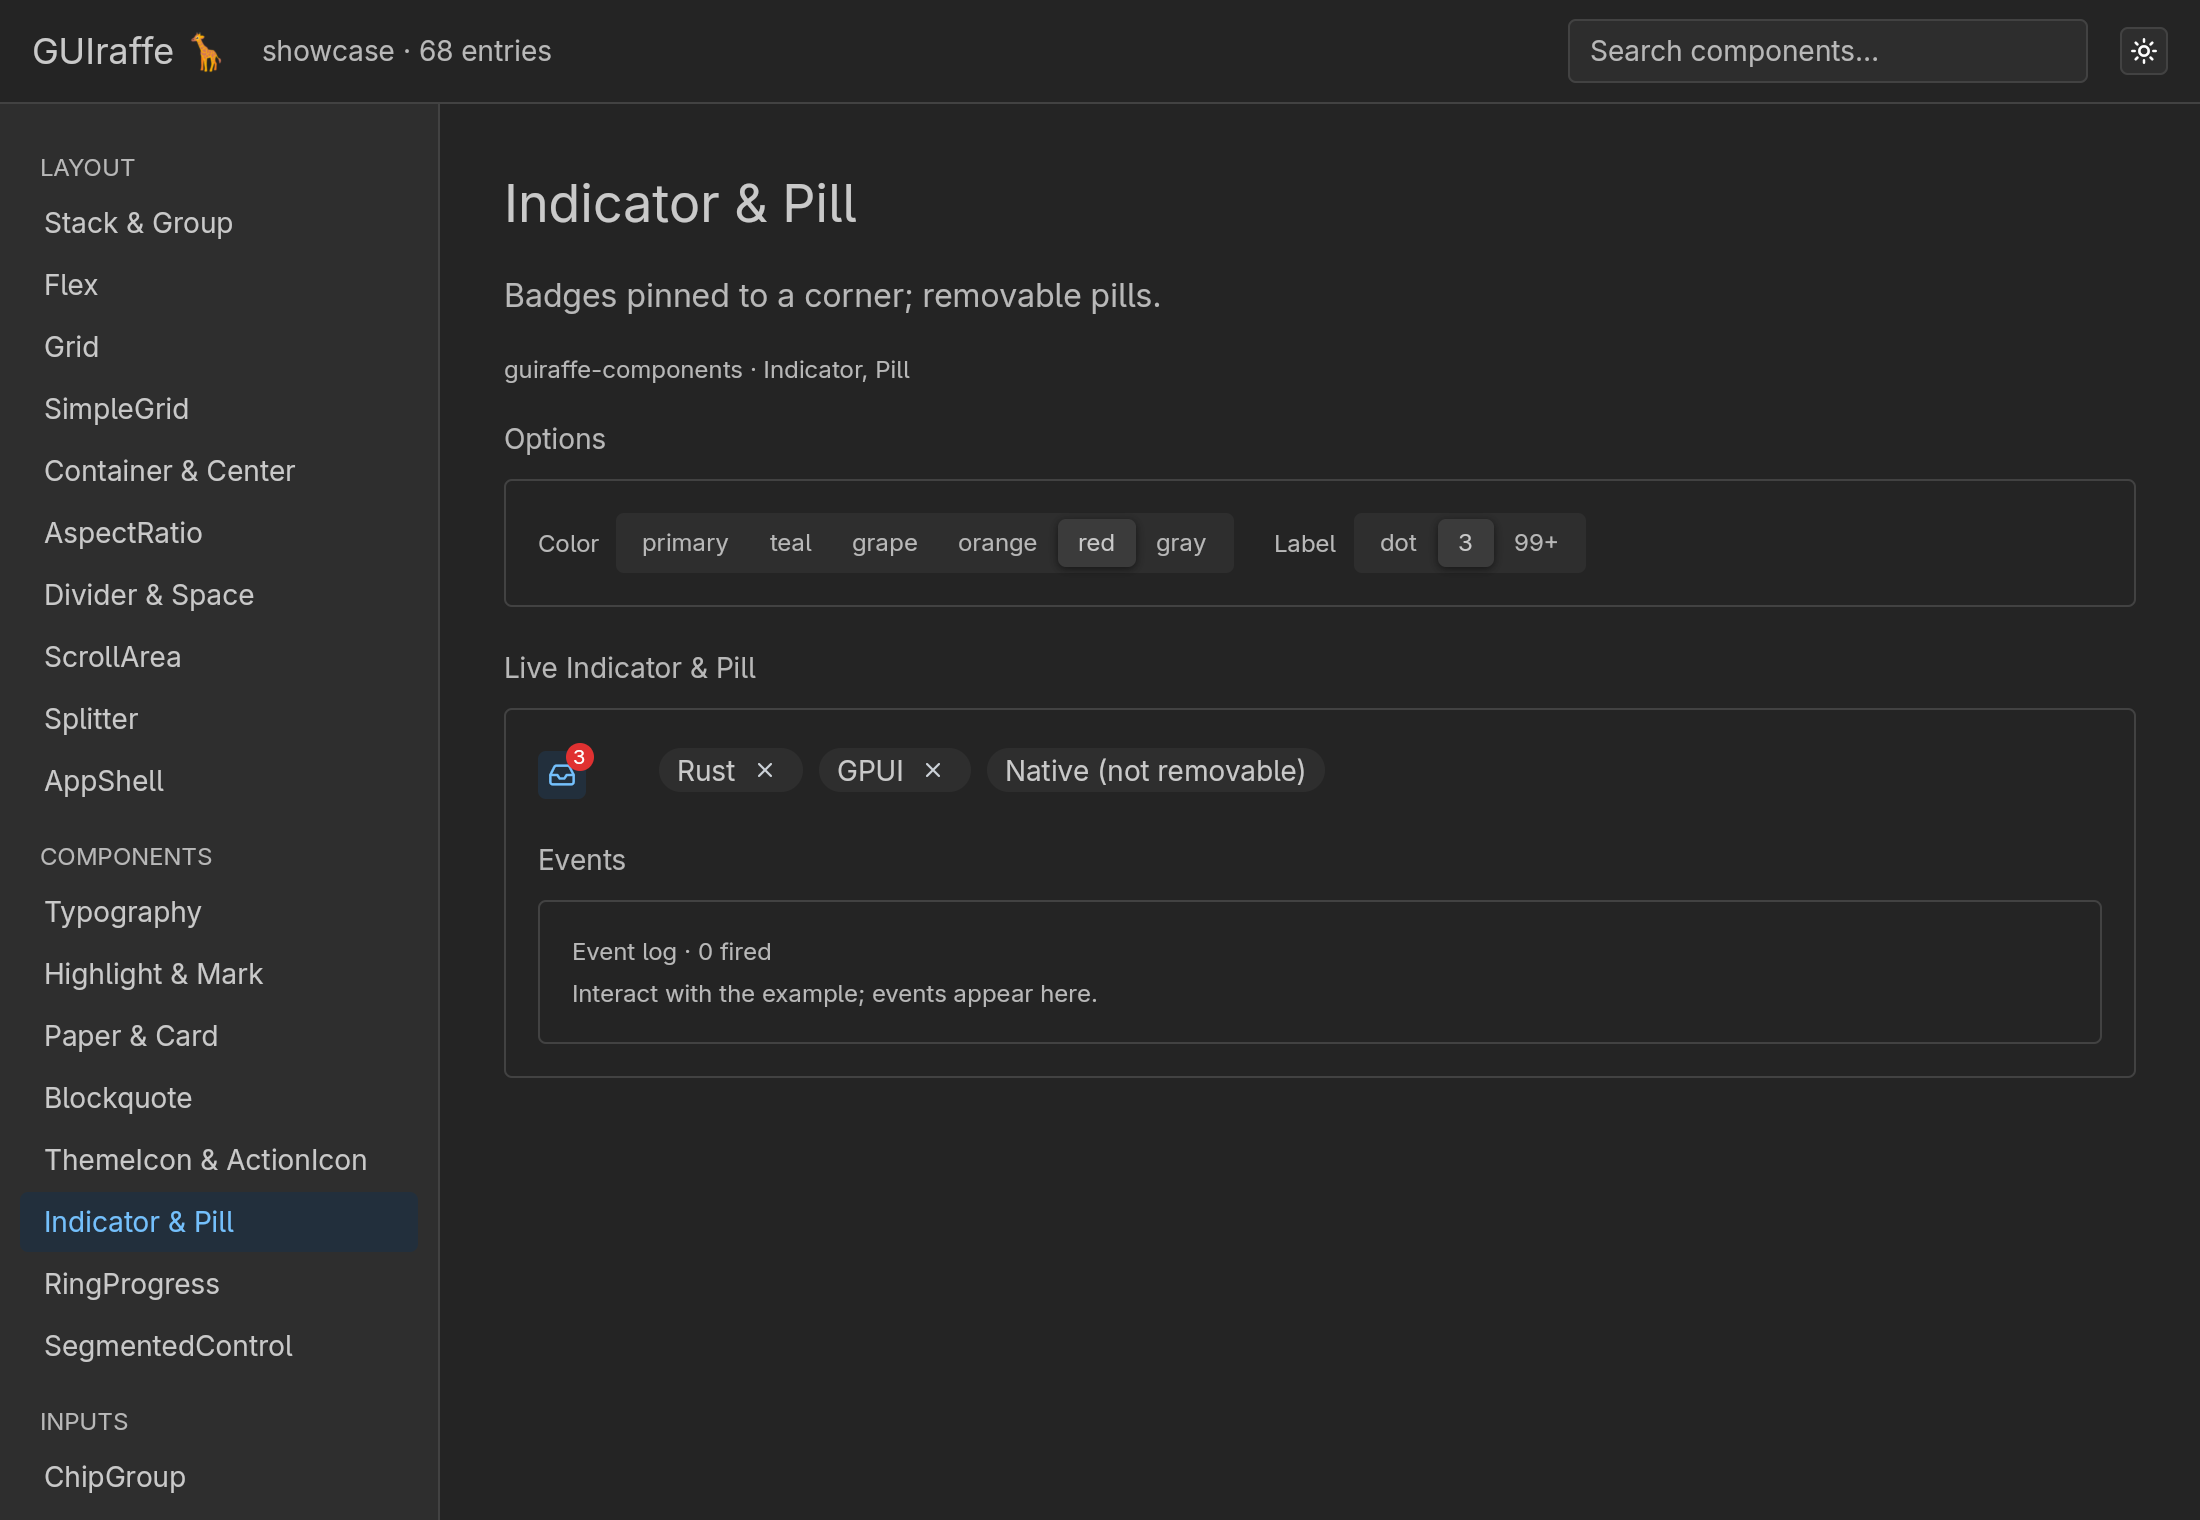 GUIraffe 🦒 showcase · 68 entries
Search components...
LAYOUT
Stack & Group
Flex
Grid
SimpleGrid
Container & Center
AspectRatio
Divider & Space
ScrollArea
Splitter
AppShell
COMPONENTS
Typography
Highlight & Mark
Paper & Card
Blockquote
ThemeIcon & ActionIcon
Indicator & Pill
RingProgress
SegmentedControl
INPUTS
ChipGroup
Indicator & Pill
Badges pinned to a corner; removable pills.
guiraffe-components · Indicator, Pill
Options
Color primary teal grape orange red gray Label dot 3 99+
Live Indicator & Pill
3 Rust GPUI Native (not removable)
Events
Event log · 0 fired
Interact with the example; events appear here.